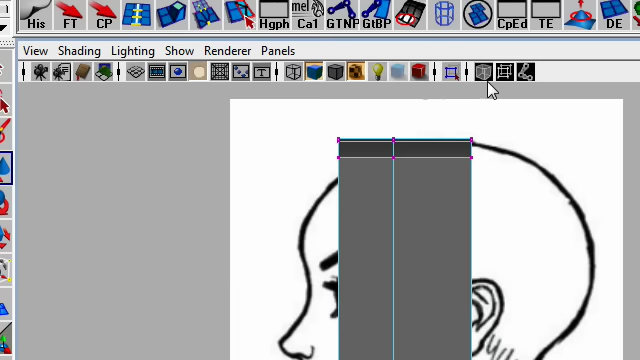 His FT CP Hgph Ca1 GTNP GtBP CpEd TE DE
mel
View Shading Lighting Show Renderer Panels